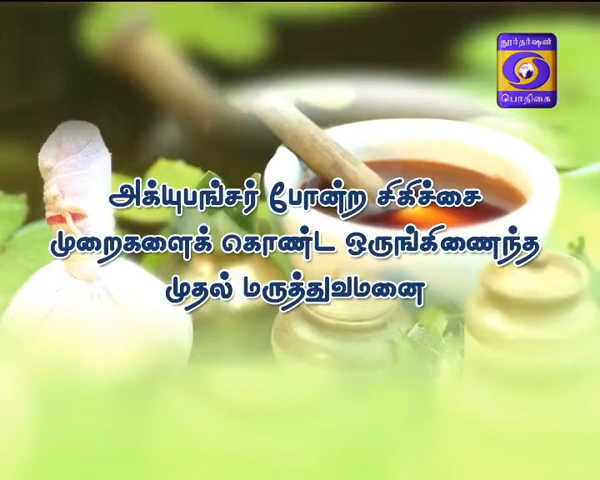 தூர்தர்ஷன்
பொதிகை
அக்யுபங்சர் போன்ற சிகிச்சை
முறைகளைக் கொண்ட ஒருங்கிணைந்த
முதல் மருத்துவமனை